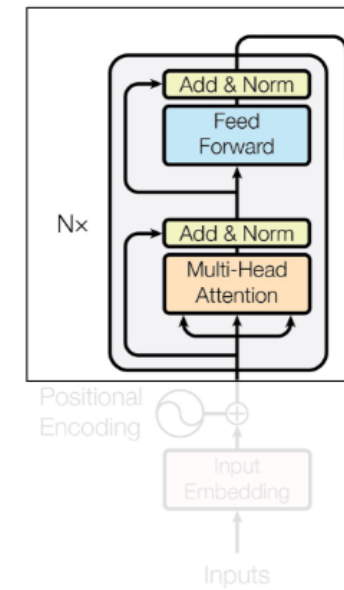 Add & Norm
Feed
Forward
N×
Add & Norm
Multi-Head
Attention
Positional
Encoding
Input
Embedding
Inputs